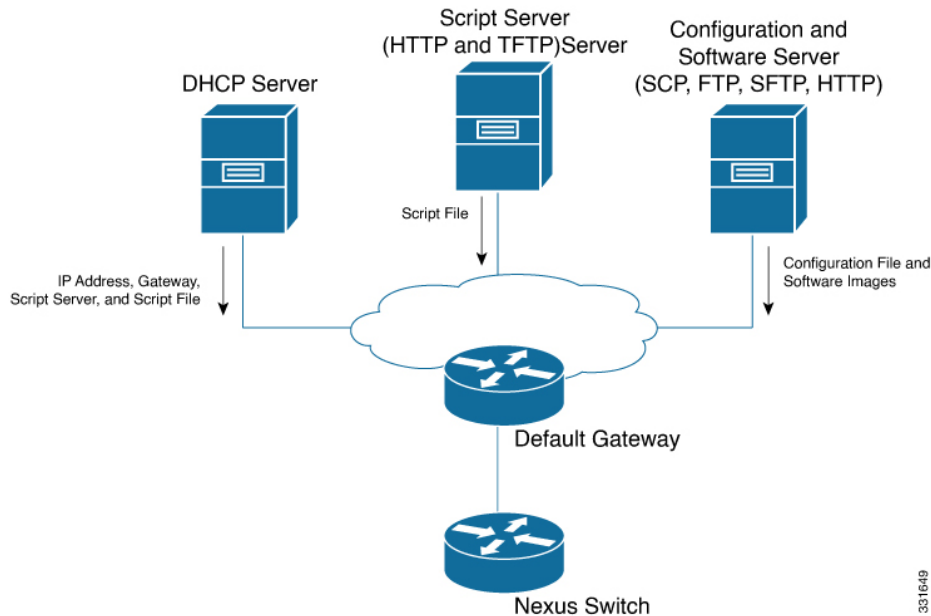 Script Server
(HTTP and TFTP)Server
Configuration and
Software Server
(SCP, FTP, SFTP, HTTP)
DHCP Server
Script File
IP Address, Gateway,
Script Server, and Script File
Configuration File and
Software Images
Default Gateway
Nexus Switch
331649